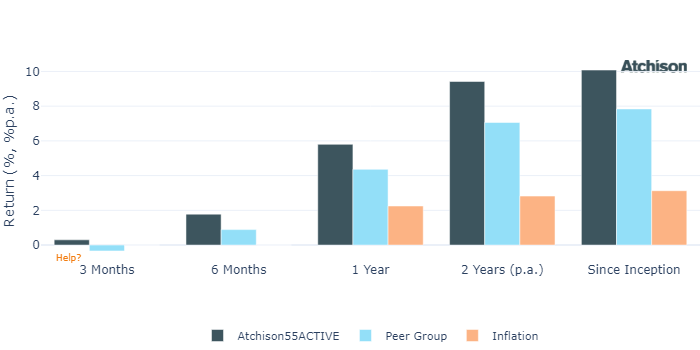 Atchison
Return (%, %p.a.)
10
8
6
4
2
0
Help?
3 Months
6 Months
1 Year
2 Years (p.a.)
Since Inception
Atchison55ACTIVE
Peer Group
Inflation